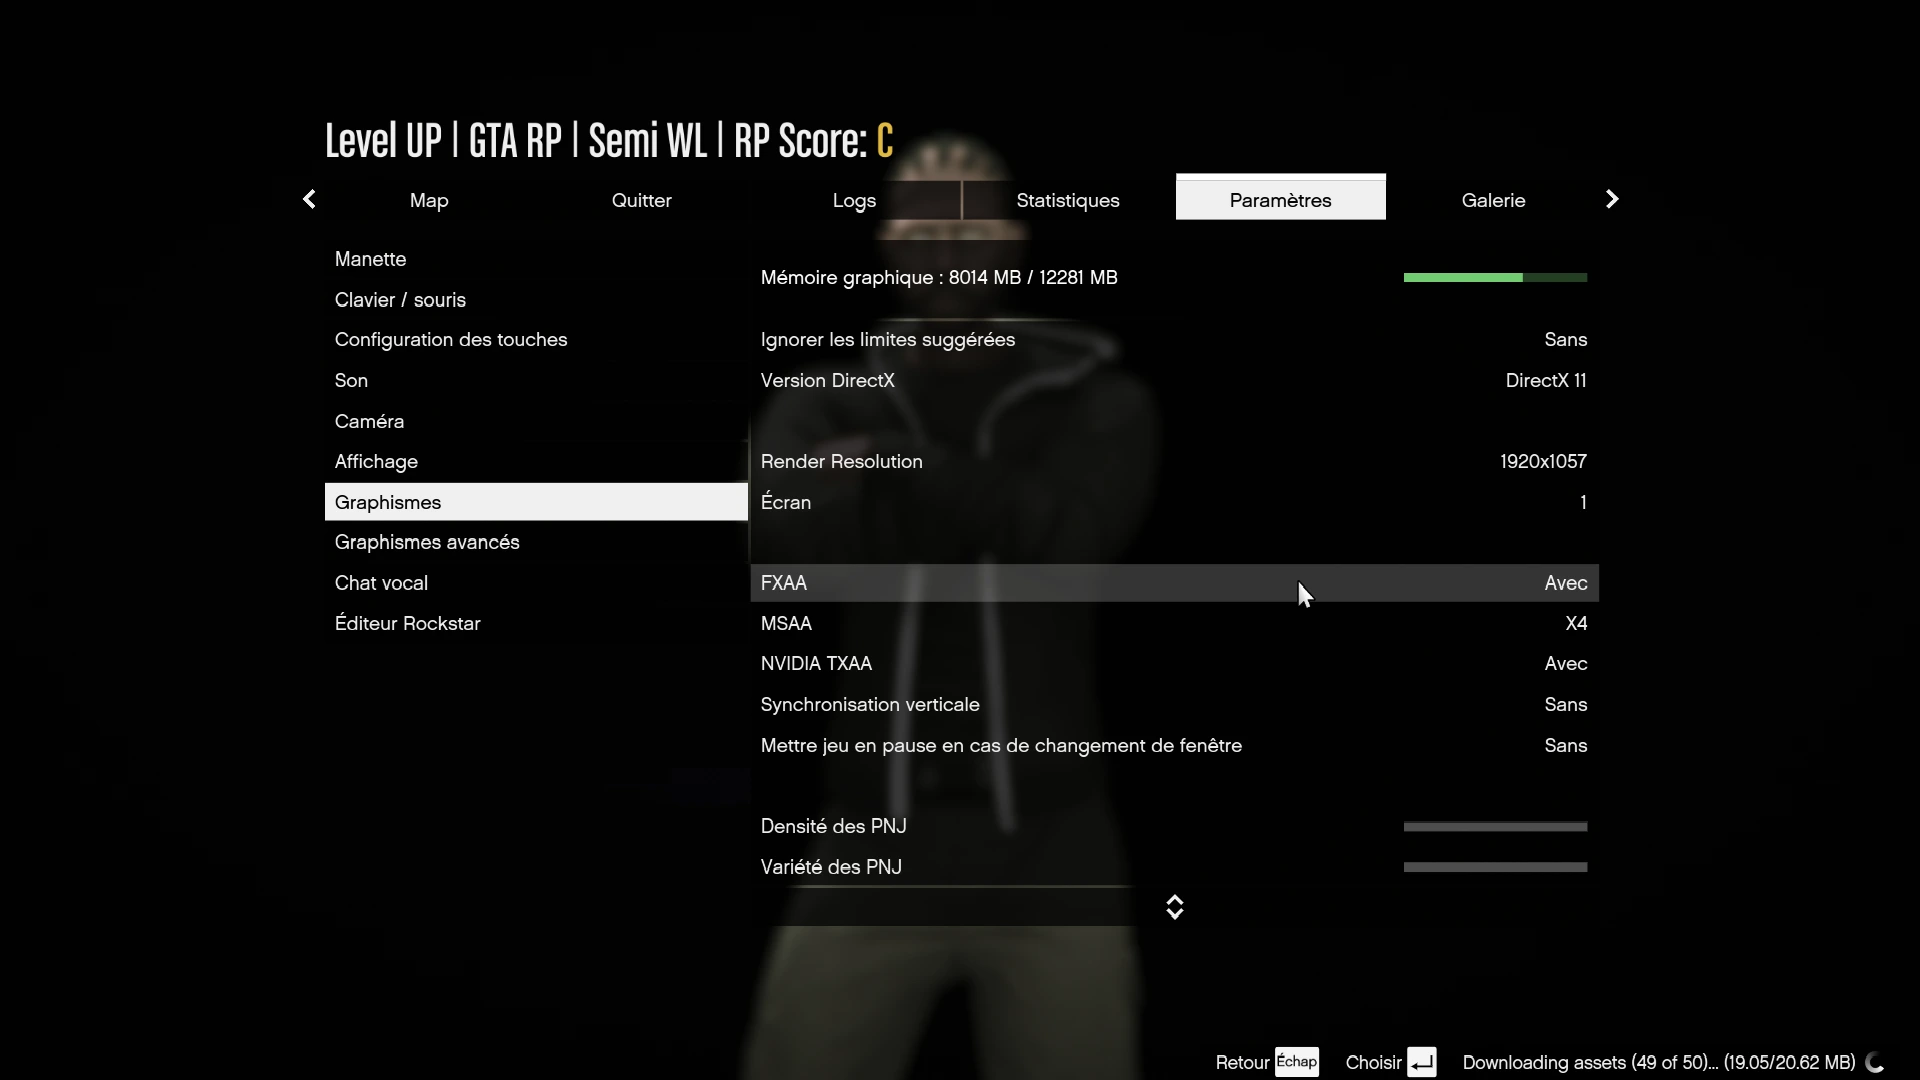 Level UP | GTA RP | Semi WL | RP Score: C
Map Quitter Logs Statistiques Paramètres Galerie
Manette
Clavier / souris
Configuration des touches
Son
Caméra
Affichage
Graphismes
Graphismes avancés
Chat vocal
Éditeur Rockstar
Mémoire graphique : 8014 MB / 12281 MB
Ignorer les limites suggérées Sans
Version DirectX DirectX 11
Render Resolution 1920x1057
Écran 1
FXAA Avec
MSAA X4
NVIDIA TXAA Avec
Synchronisation verticale Sans
Mettre jeu en pause en cas de changement de fenêtre Sans
Densité des PNJ
Variété des PNJ
Retour Échap Choisir Downloading assets (49 of 50)... (19.05/20.62 MB)